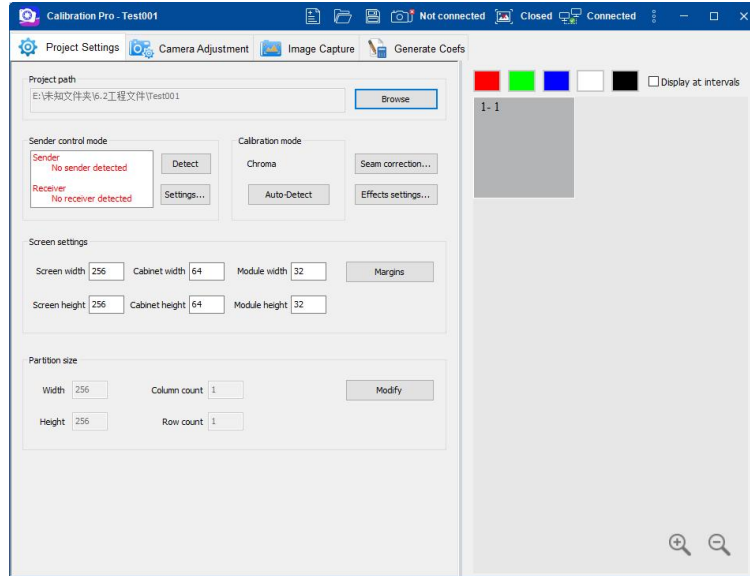 Calibration Pro - Test001
Not connected
Closed
Connected
Project Settings
Camera Adjustment
Image Capture
Generate Coefs
Project path
E:\未知文件夹\6.2工程文件\Test001
Browse
Display at intervals
1- 1
Sender control mode
Sender
No sender detected
Receiver
No receiver detected
Detect
Settings...
Calibration mode
Chroma
Auto-Detect
Seam correction...
Effects settings...
Screen settings
Screen width 256 Cabinet width 64 Module width 32 Margins
Screen height 256 Cabinet height 64 Module height 32
Partition size
Width 256 Column count 1 Modify
Height 256 Row count 1